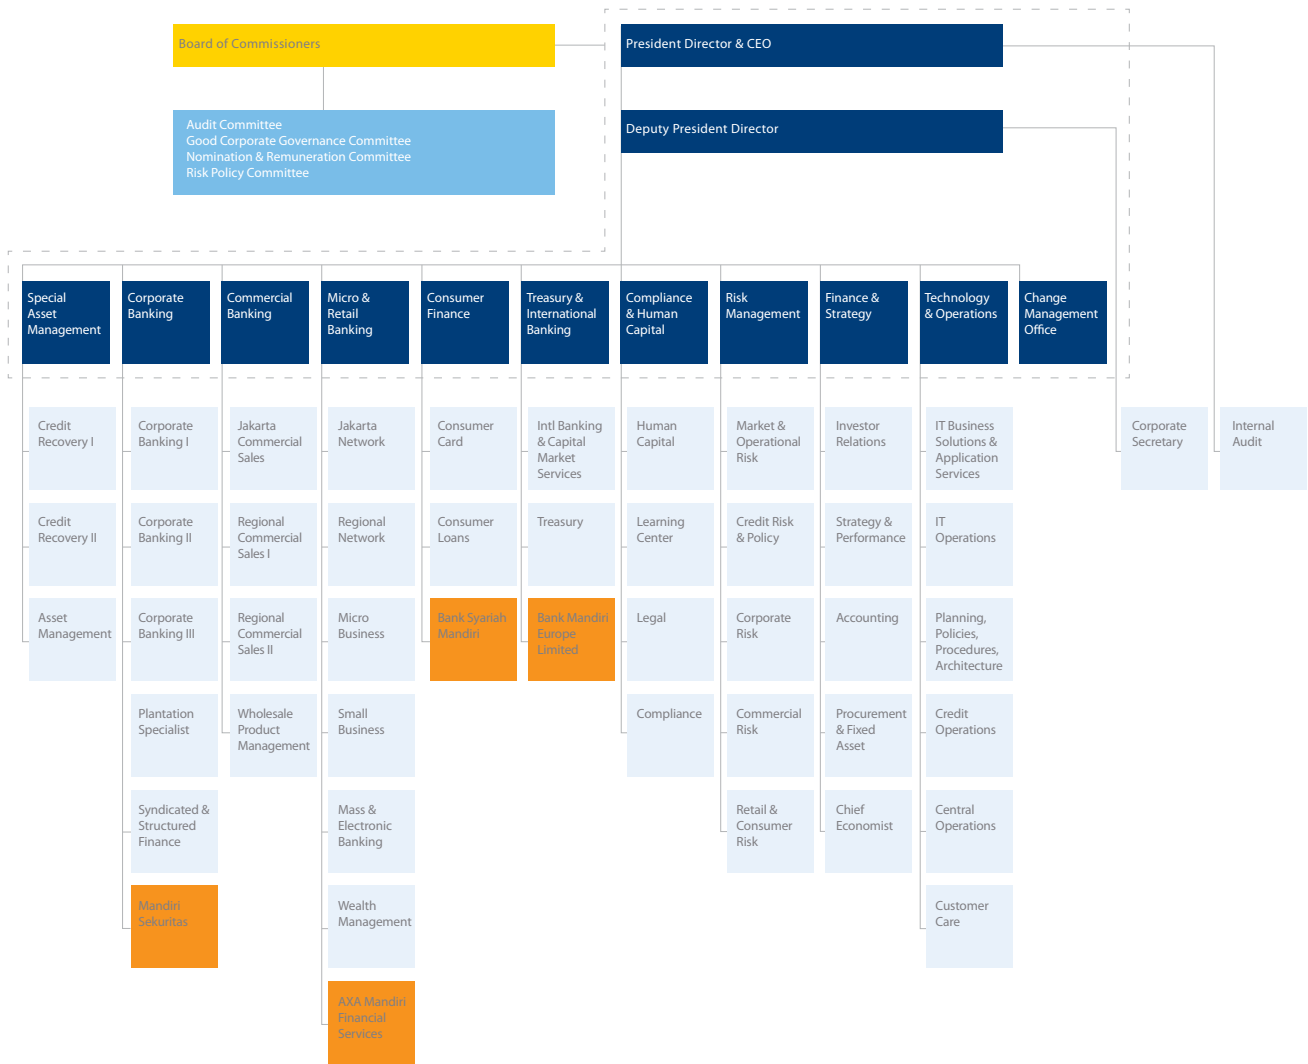 Board of Commissioners
President Director & CEO
Audit Committee
Good Corporate Governance Committee
Nomination & Remuneration Committee
Risk Policy Committee
Deputy President Director
Special
Asset
Management
Corporate
Banking
Commercial
Banking
Micro &
Retail
Banking
Consumer
Finance
Treasury &
International
Banking
Compliance
& Human
Capital
Risk
Management
Finance &
Strategy
Technology
& Operations
Change
Management
Office
Credit
Recovery I
Corporate
Banking I
Jakarta
Commercial
Sales
Jakarta
Network
Consumer
Card
Intl Banking
& Capital
Market
Services
Human
Capital
Market &
Operational
Risk
Investor
Relations
IT Business
Solutions &
Application
Services
Corporate
Secretary
Internal
Audit
Credit
Recovery II
Corporate
Banking II
Regional
Commercial
Sales I
Regional
Network
Consumer
Loans
Treasury
Learning
Center
Credit Risk
& Policy
Strategy &
Performance
IT
Operations
Asset
Management
Corporate
Banking III
Regional
Commercial
Sales II
Micro
Business
Bank Syariah
Mandiri
Bank Mandiri
Europe
Limited
Legal
Corporate
Risk
Accounting
Planning,
Policies,
Procedures,
Architecture
Plantation
Specialist
Wholesale
Product
Management
Small
Business
Compliance
Commercial
Risk
Procurement
& Fixed
Asset
Credit
Operations
Syndicated &
Structured
Finance
Mass &
Electronic
Banking
Retail &
Consumer
Risk
Chief
Economist
Central
Operations
Mandiri
Sekuritas
Wealth
Management
Customer
Care
AXA Mandiri
Financial
Services